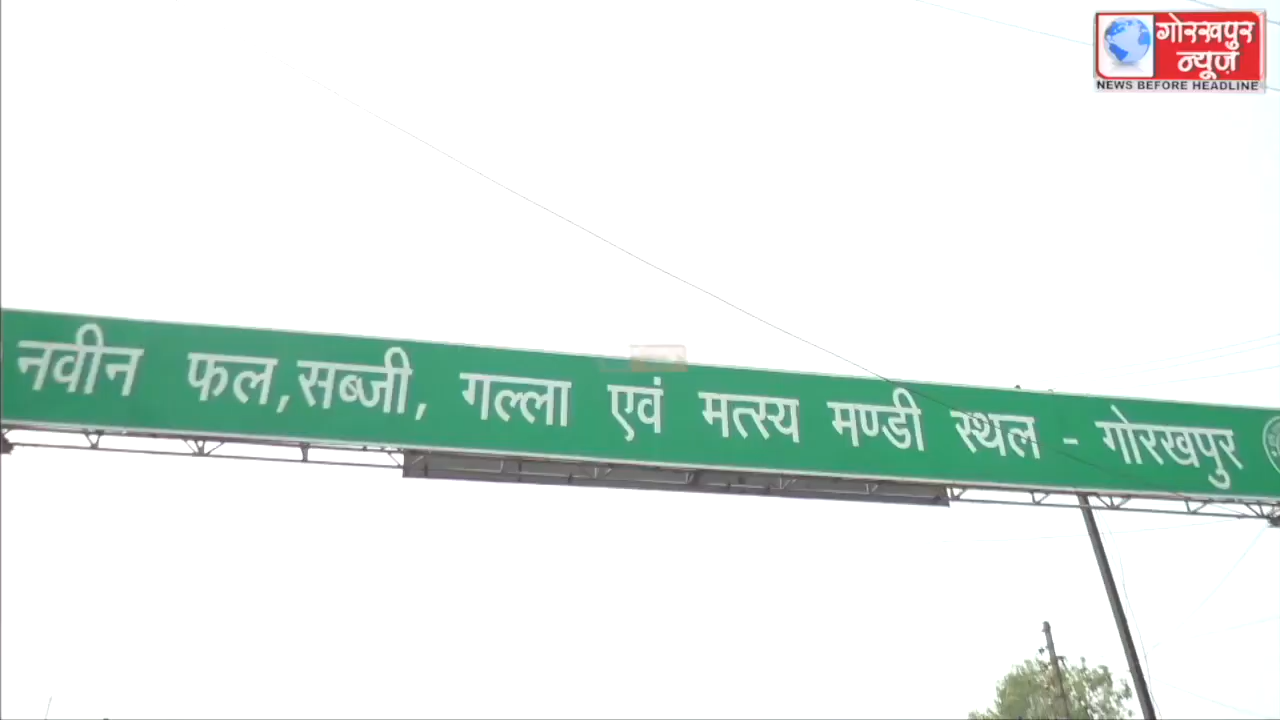 गोरखपुर
न्यूज़
NEWS BEFORE HEADLINE
नवीन फल,सब्जी, गल्ला एवं मत्स्य मण्डी स्थल - गोरखपुर